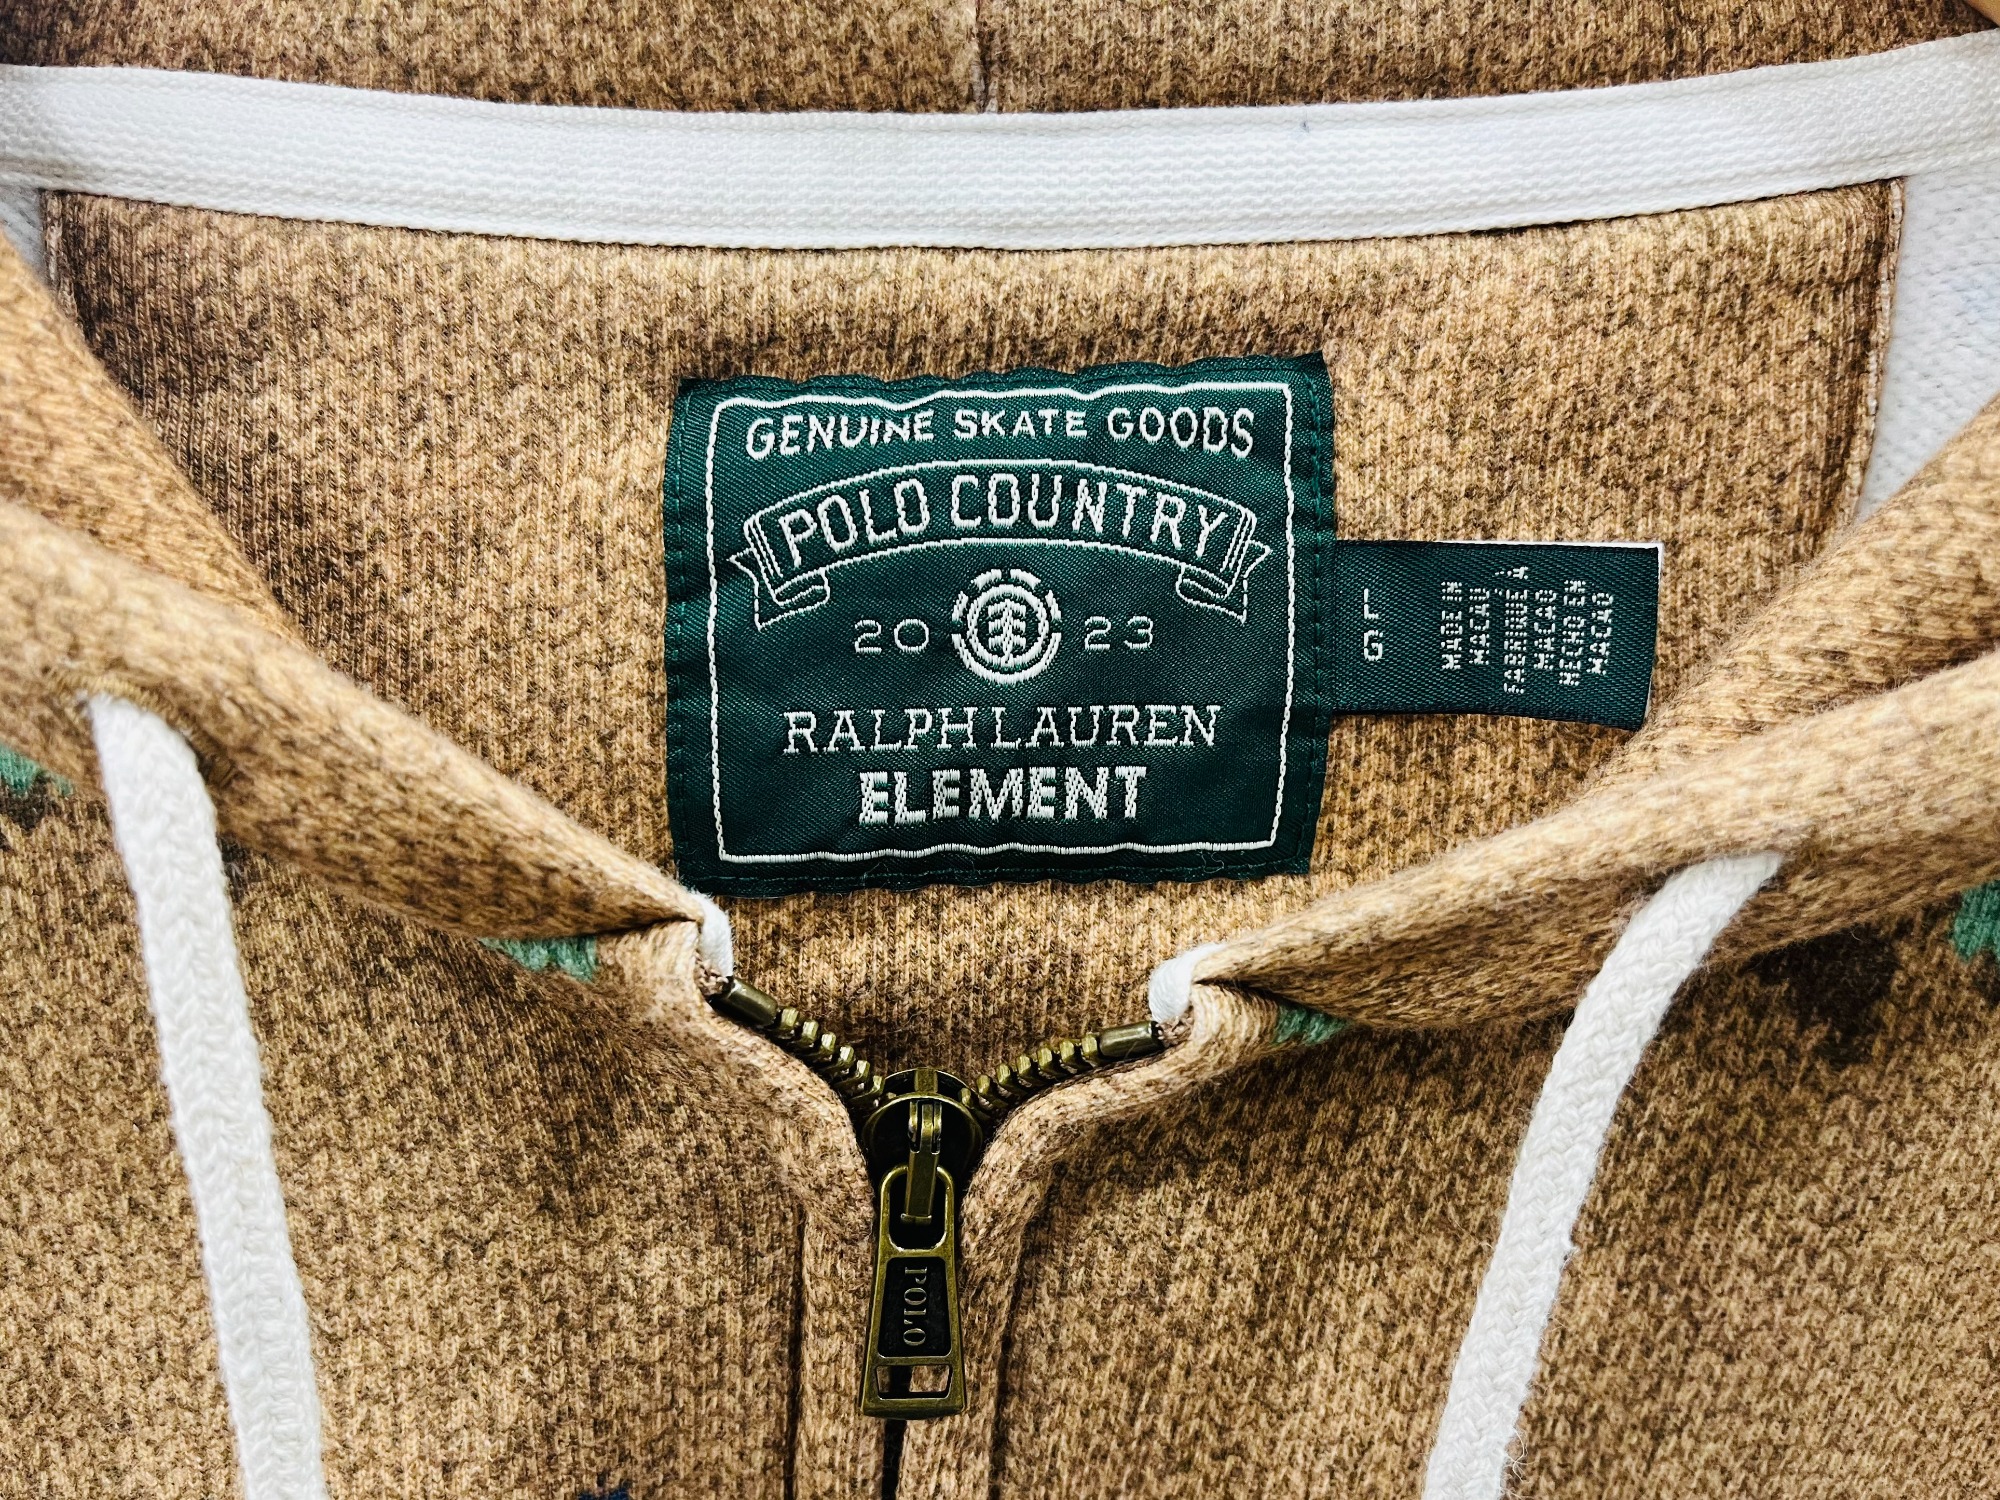 GENUINE SKATE GOODS
POLO COUNTRY
20 23
RALPH LAUREN
ELEMENT
L
G
MADE IN
MACAU
FABRIQUÉ À
MACAO
HECHO EN
MACAO
POLO